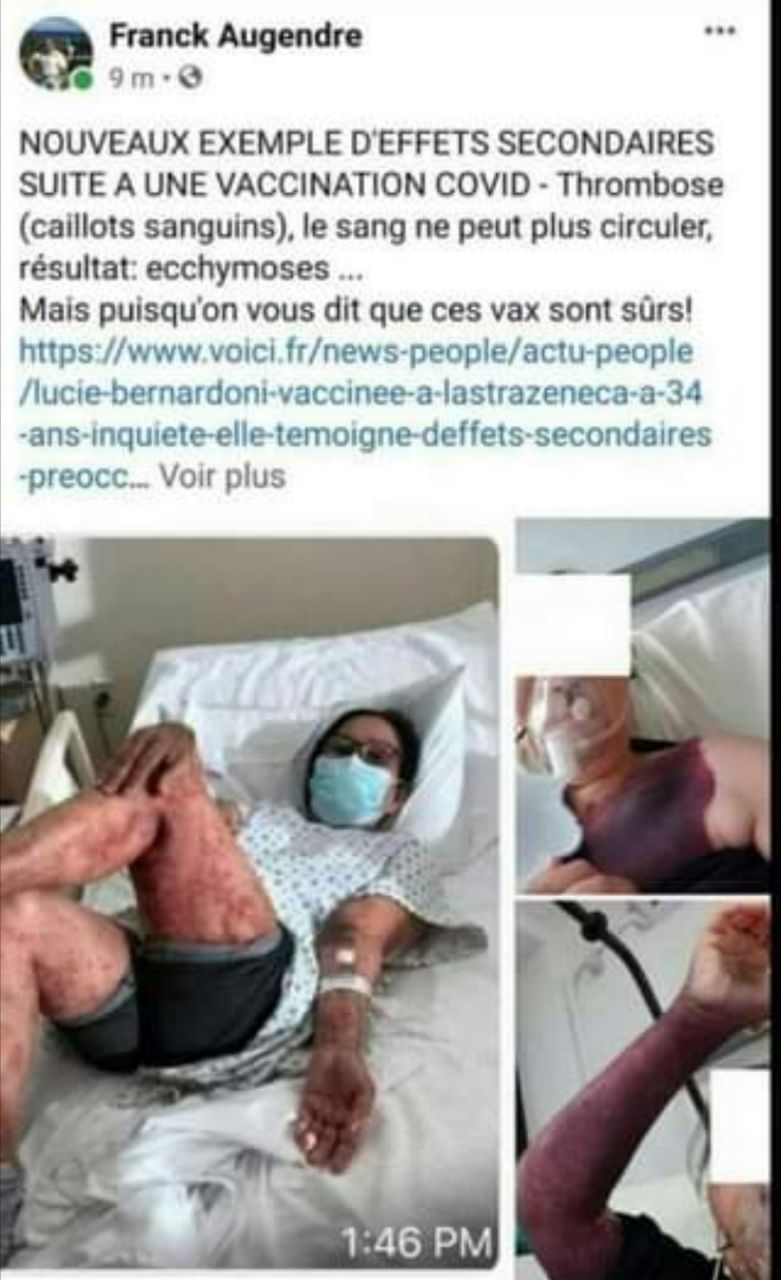 Franck Augendre
9 m ·
NOUVEAUX EXEMPLE D'EFFETS SECONDAIRES
SUITE A UNE VACCINATION COVID - Thrombose
(caillots sanguins), le sang ne peut plus circuler,
résultat: ecchymoses ...
Mais puisqu'on vous dit que ces vax sont sûrs!
https://www.voici.fr/news-people/actu-people
/lucie-bernardoni-vaccinee-a-lastrazeneca-a-34
-ans-inquiete-elle-temoigne-deffets-secondaires
-preocc... Voir plus
1:46 PM